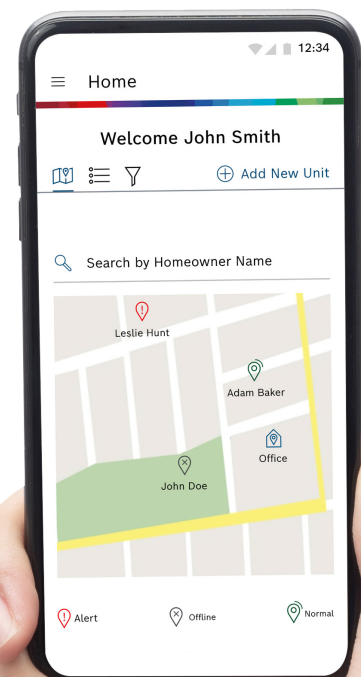 12:34
Home
Welcome John Smith
Add New Unit
Search by Homeowner Name
Leslie Hunt
Adam Baker
Office
John Doe
Alert
Offline
Normal